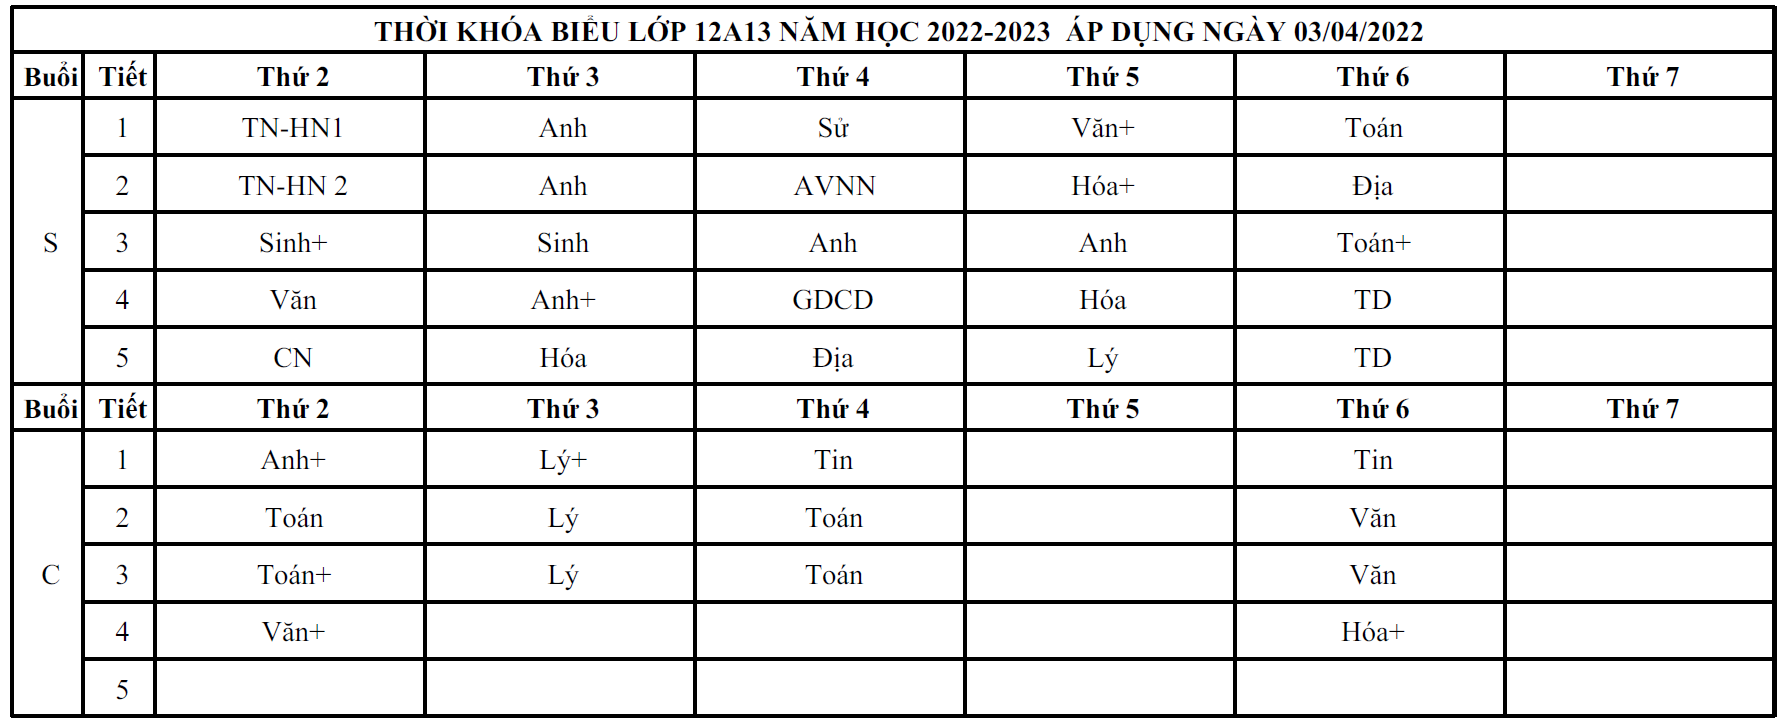 THỜI KHÓA BIỂU LỚP 12A13 NĂM HỌC 2022-2023 ÁP DỤNG NGÀY 03/04/2022
Buổi Tiết Thứ 2 Thứ 3 Thứ 4 Thứ 5 Thứ 6 Thứ 7
1 TN-HN1 Anh Sử Văn+ Toán
2 TN-HN 2 Anh AVNN Hóa+ Địa
S 3 Sinh+ Sinh Anh Anh Toán+
4 Văn Anh+ GDCD Hóa TD
5 CN Hóa Địa Lý TD
Buổi Tiết Thứ 2 Thứ 3 Thứ 4 Thứ 5 Thứ 6 Thứ 7
1 Anh+ Lý+ Tin Tin
2 Toán Lý Toán Văn
C 3 Toán+ Lý Toán Văn
4 Văn+ Hóa+
5